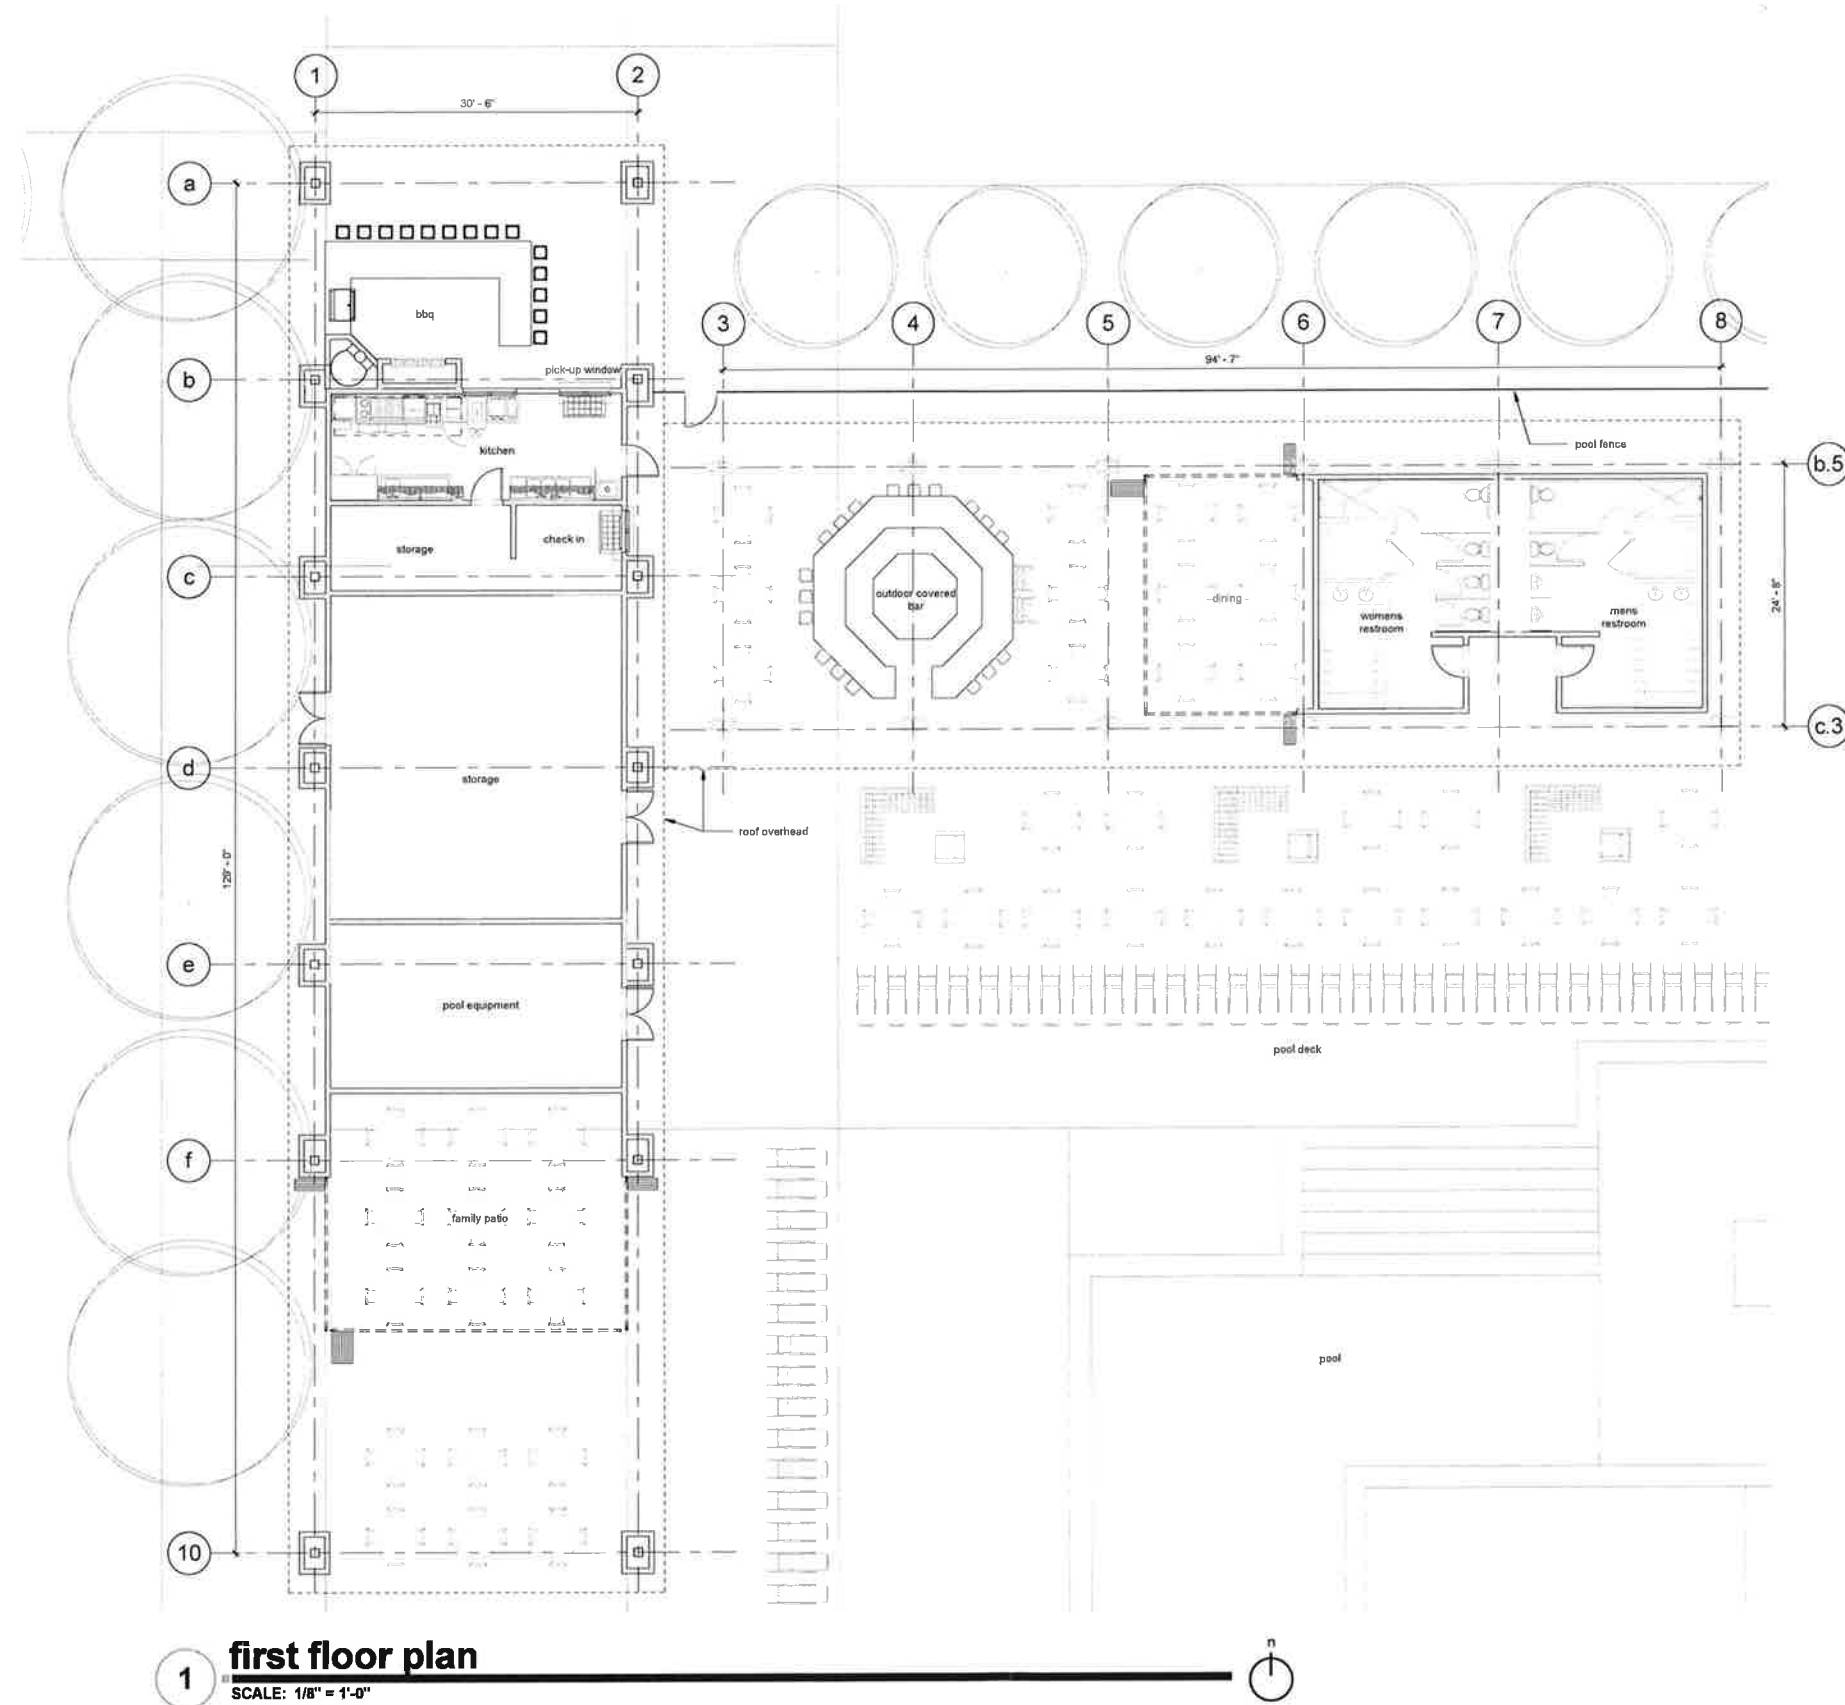 1
2
30' - 6"
a
bbq
3
4
5
6
7
8
94' - 7"
b
pick-up window
kitchen
pool fence
b.5
storage
check in
c
outdoor covered
bar
dining
womens
restroom
mens
restroom
24' - 8"
c.3
d
storage
roof overhead
129' - 0"
e
pool equipment
pool deck
f
family patio
pool
10
n
1
first floor plan
SCALE: 1/8" = 1'-0"